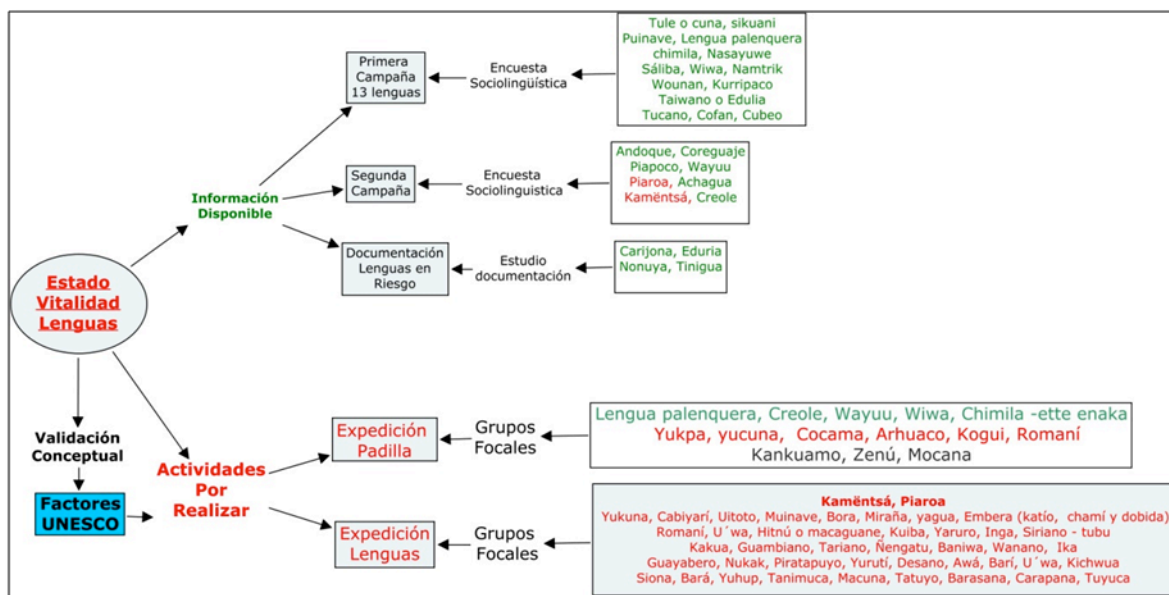 Tule o cuna, sikuani
Puinave, Lengua palenquera
chimila, Nasayuwe
Sáliba, Wiwa, Namtrik
Wounan, Kurripaco
Taiwano o Edulia
Tucano, Cofan, Cubeo
Encuesta
Sociolingüística
Primera
Campaña
13 lenguas
Andoque, Coreguaje
Piapoco, Wayuu
Piaroa, Achagua
Kamëntsá, Creole
Encuesta
Sociolinguistica
Segunda
Campaña
Información
Disponible
Documentación
Lenguas en
Riesgo
Estudio
documentación
Carijona, Eduria
Nonuya, Tinigua
Estado
Vitalidad
Lenguas
Validación
Conceptual
Factores
UNESCO
Actividades
Por
Realizar
Expedición
Padilla
Grupos
Focales
Lengua palenquera, Creole, Wayuu, Wiwa, Chimila -ette enaka
Yukpa, yucuna, Cocama, Arhuaco, Kogui, Romaní
Kankuamo, Zenú, Mocana
Expedición
Lenguas
Grupos
Focales
Kamëntsá, Piaroa
Yukuna, Cabiyarí, Uitoto, Muinave, Bora, Miraña, yagua, Embera (katío, chamí y dobida)
Romaní, U´wa, Hitnú o macaguane, Kuiba, Yaruro, Inga, Siriano - tubu
Kakua, Guambiano, Tariano, Ñengatu, Baniwa, Wanano, Ika
Guayabero, Nukak, Piratapuyo, Yurutí, Desano, Awá, Barí, U´wa, Kichwua
Siona, Bará, Yuhup, Tanimuca, Macuna, Tatuyo, Barasana, Carapana, Tuyuca